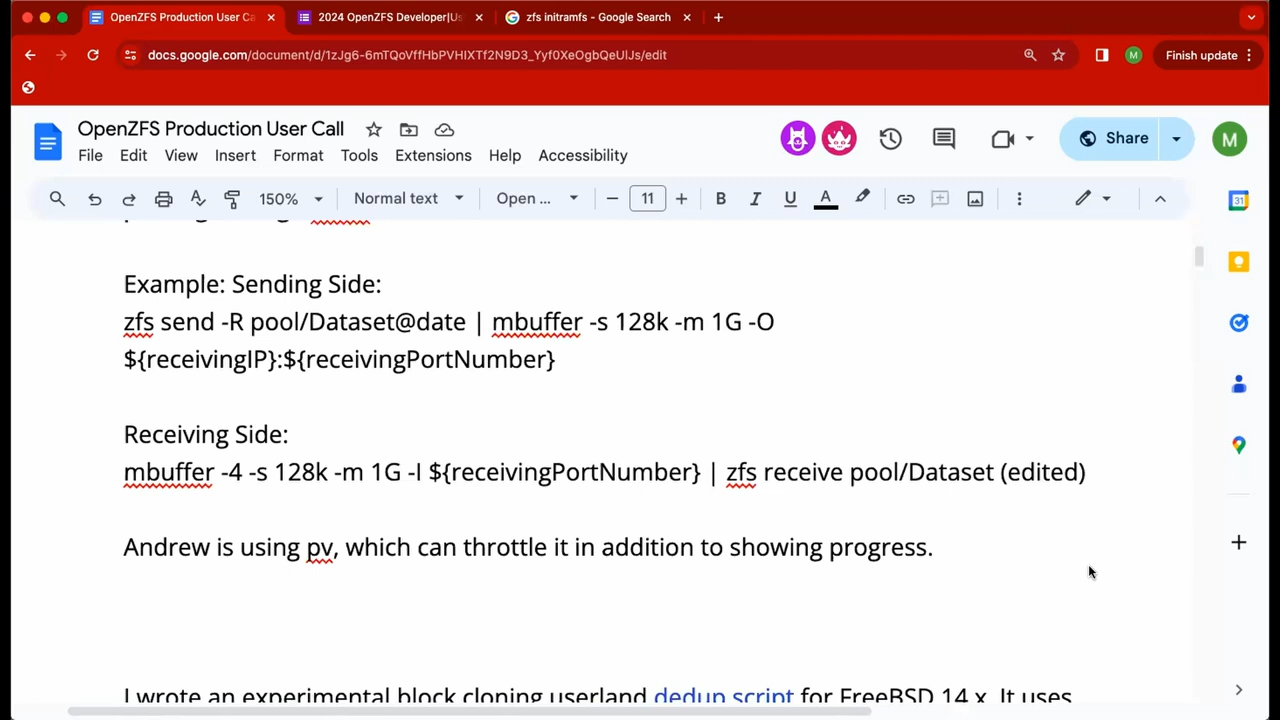 OpenZFS Production User Ca
2024 OpenZFS Developer|Us
zfs initramfs - Google Search
docs.google.com/document/d/1zJg6-6mTQoVffHbPVHIXTf2N9D3_Yyf0XeOgbQeUlJs/edit
M
Finish update
OpenZFS Production User Call
Share
M
File Edit View Insert Format Tools Extensions Help Accessibility
150%
Normal text
Open ...
11
B I U A
31
Example: Sending Side:
zfs send -R pool/Dataset@date | mbuffer -s 128k -m 1G -O
${receivingIP}:${receivingPortNumber}
Receiving Side:
mbuffer -4 -s 128k -m 1G -I ${receivingPortNumber} | zfs receive pool/Dataset (edited)
Andrew is using pv, which can throttle it in addition to showing progress.
I wrote an experimental block cloning userland dedup script for FreeBSD 14.x. It uses